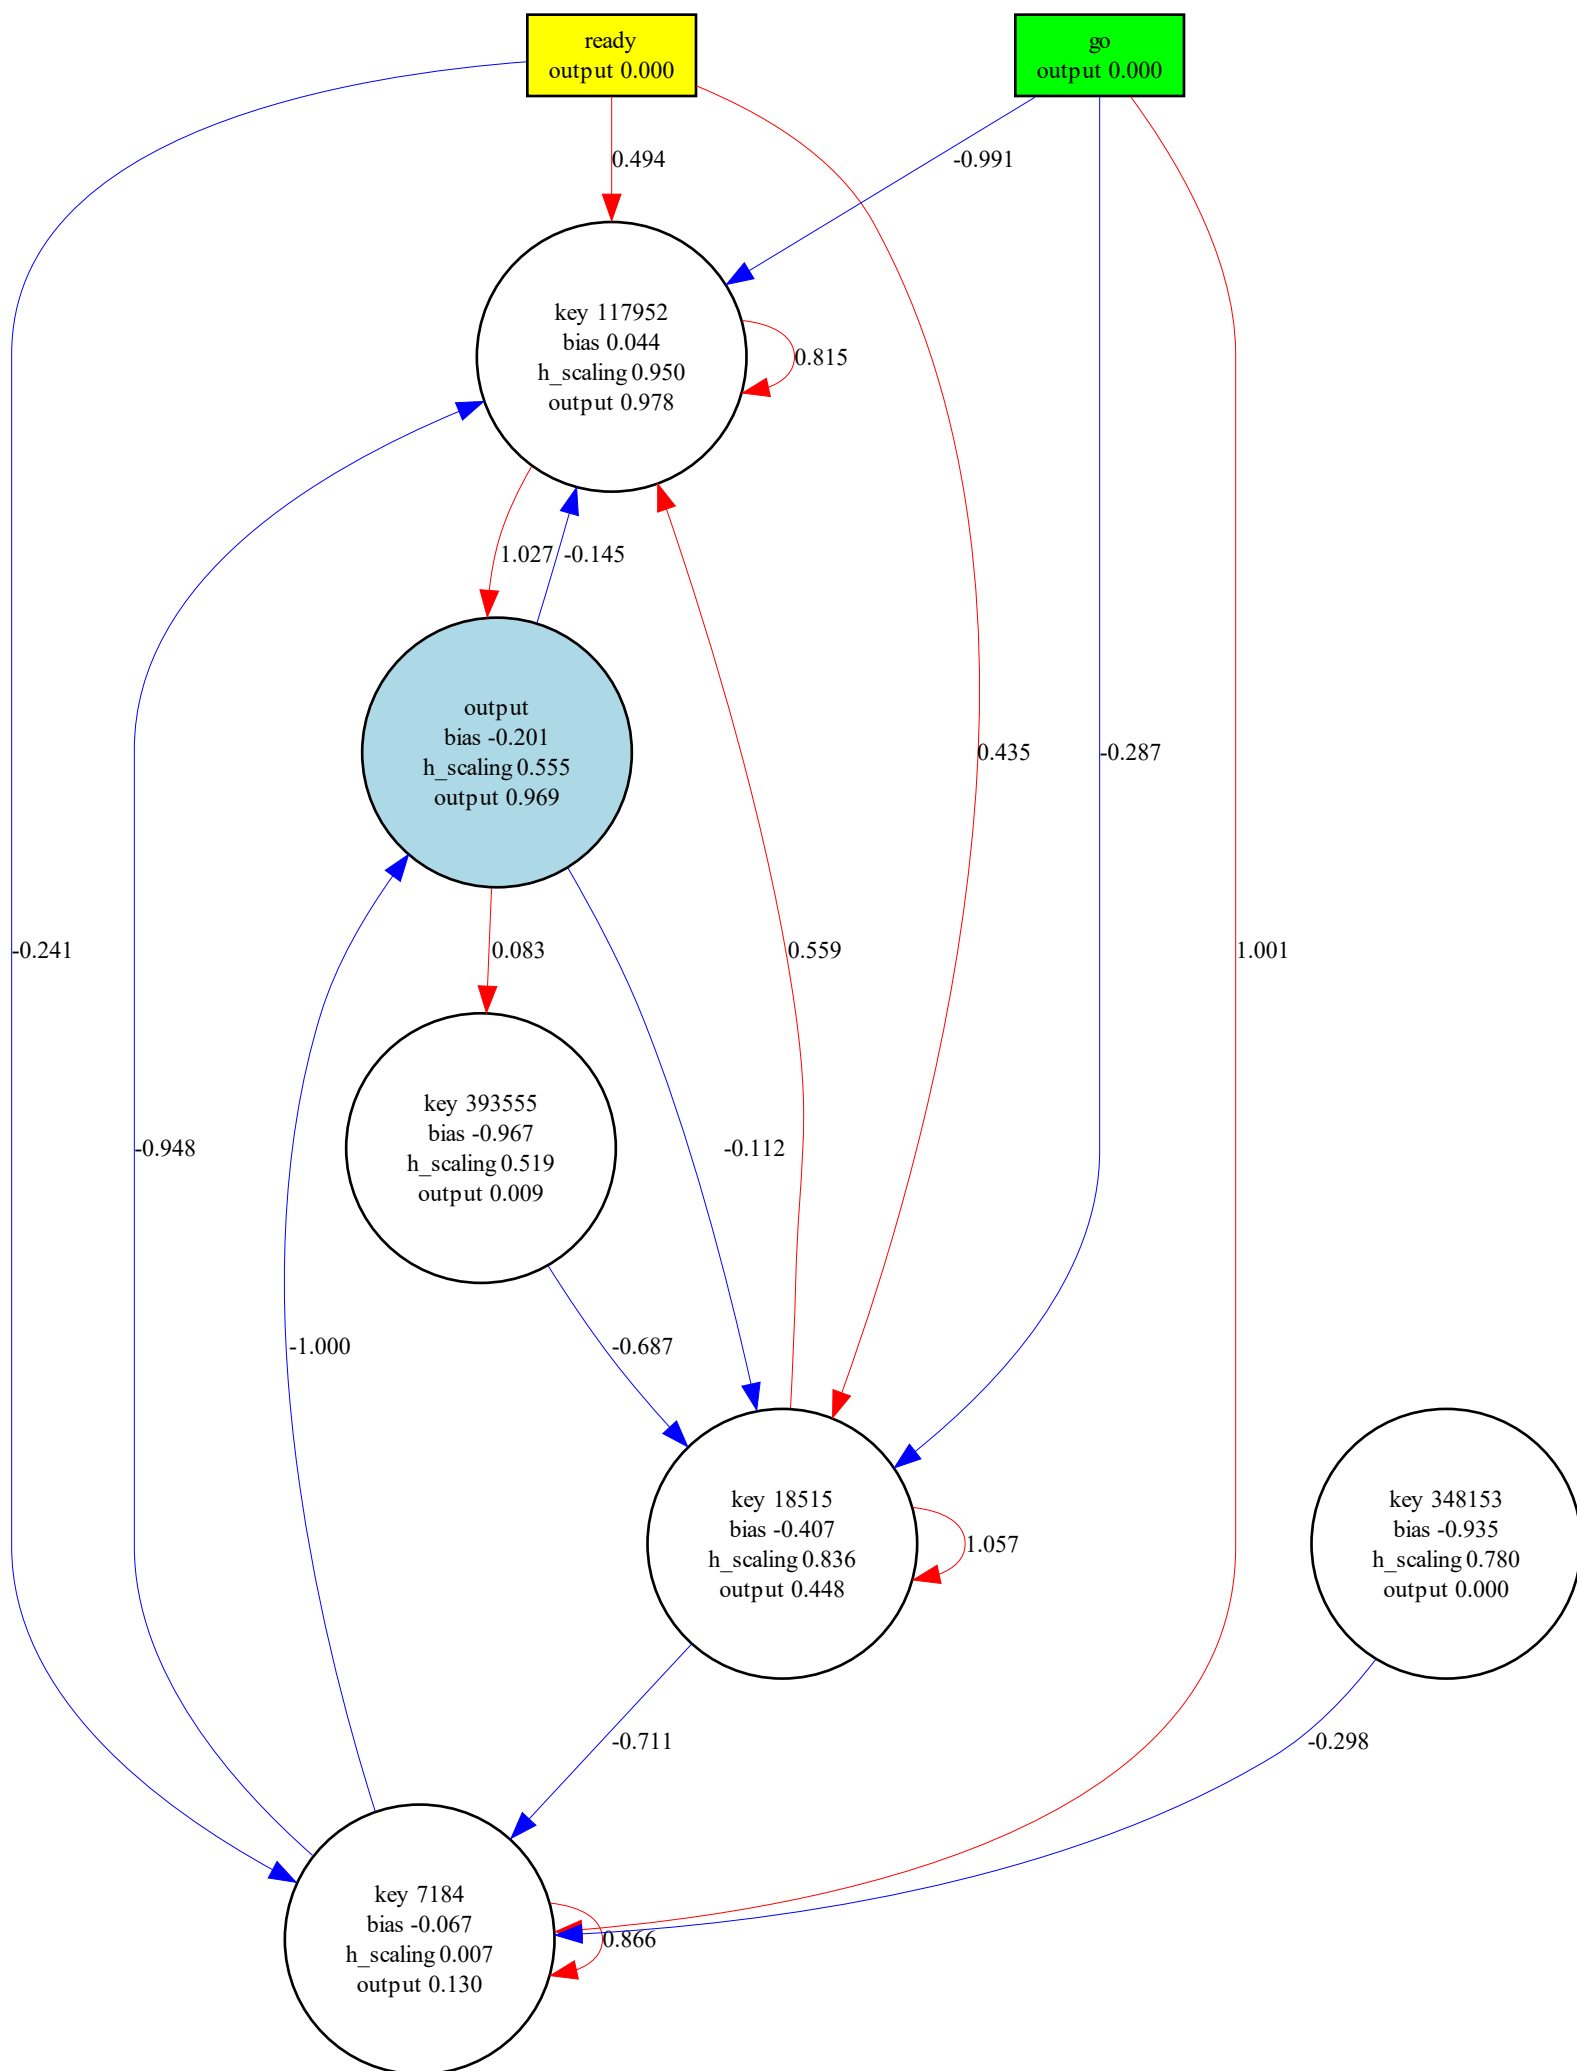 ready
output 0.000
go
output 0.000
0.494
-0.991
key 117952
bias 0.044
h_scaling 0.950
output 0.978
0.815
1.027
-0.145
output
bias -0.201
h_scaling 0.555
output 0.969
0.435
-0.287
-0.241
0.083
0.559
1.001
key 393555
bias -0.967
h_scaling 0.519
output 0.009
-0.948
-0.112
-1.000
-0.687
key 18515
bias -0.407
h_scaling 0.836
output 0.448
1.057
key 348153
bias -0.935
h_scaling 0.780
output 0.000
-0.711
-0.298
key 7184
bias -0.067
h_scaling 0.007
output 0.130
0.866